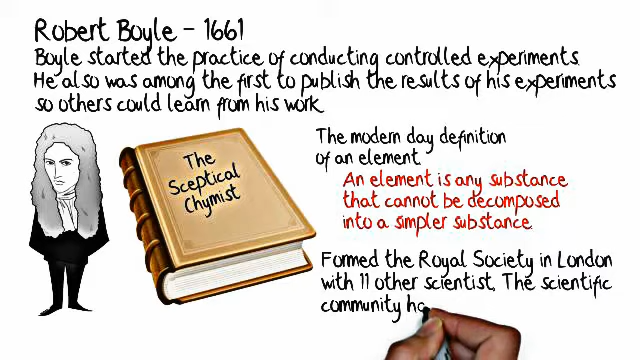 Robert Boyle - 1661
Boyle started the practice of conducting controlled experiments.
He also was among the first to publish the results of his experiments
so others could learn from his work
The
Sceptical
Chymist
The modern day definition
of an element
An element is any substance
that cannot be decomposed
into a simpler substance.
Formed the Royal Society in London
with 11 other scientist, The scientific
community ha